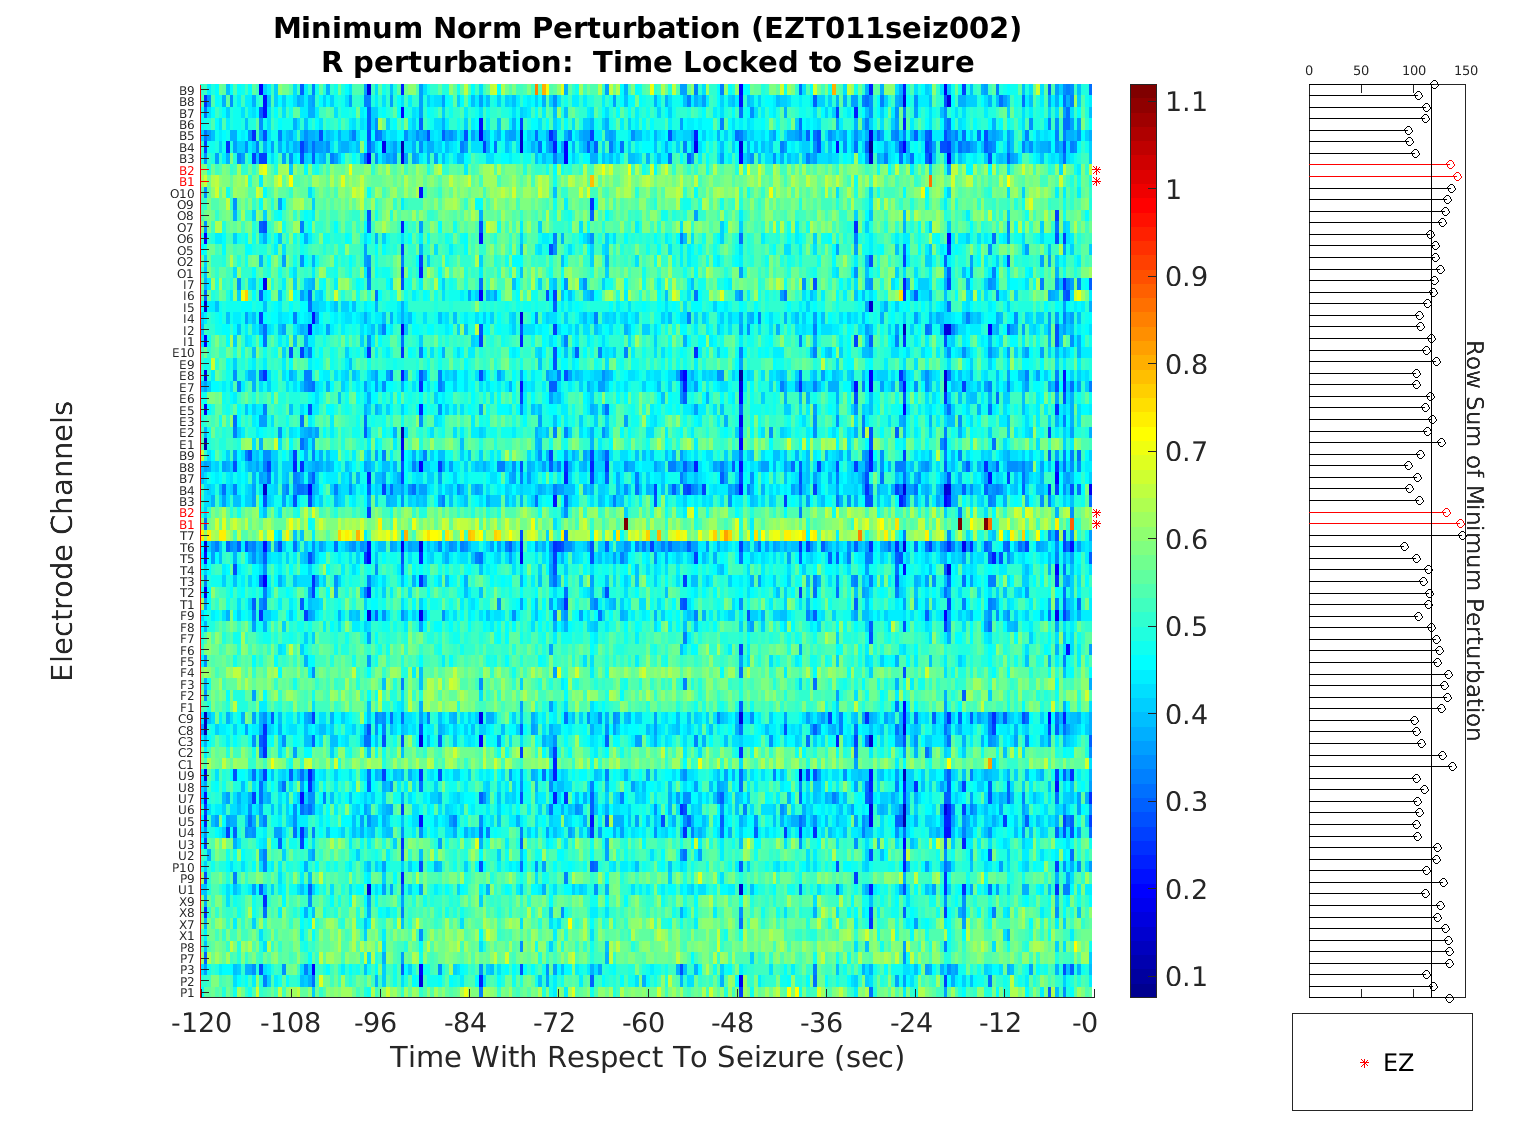 Minimum Norm Perturbation (EZT011seiz002)
R perturbation:  Time Locked to Seizure
0 50 100 150
B9
B8
B7
B6
B5
B4
B3
B2
B1
O10
O9
O8
O7
O6
O5
O2
O1
I7
I6
I5
I4
I2
I1
E10
E9
E8
E7
E6
E5
E3
E2
E1
B9
B8
B7
B4
B3
B2
B1
T7
T6
T5
T4
T3
T2
T1
F9
F8
F7
F6
F5
F4
F3
F2
F1
C9
C8
C3
C2
C1
U9
U8
U7
U6
U5
U4
U3
U2
P10
P9
U1
X9
X8
X7
X1
P8
P7
P3
P2
P1
Electrode Channels
1.1
1
0.9
0.8
0.7
0.6
0.5
0.4
0.3
0.2
0.1
Row Sum of Minimum Perturbation
-120 -108 -96 -84 -72 -60 -48 -36 -24 -12 -0
Time With Respect To Seizure (sec)
EZ